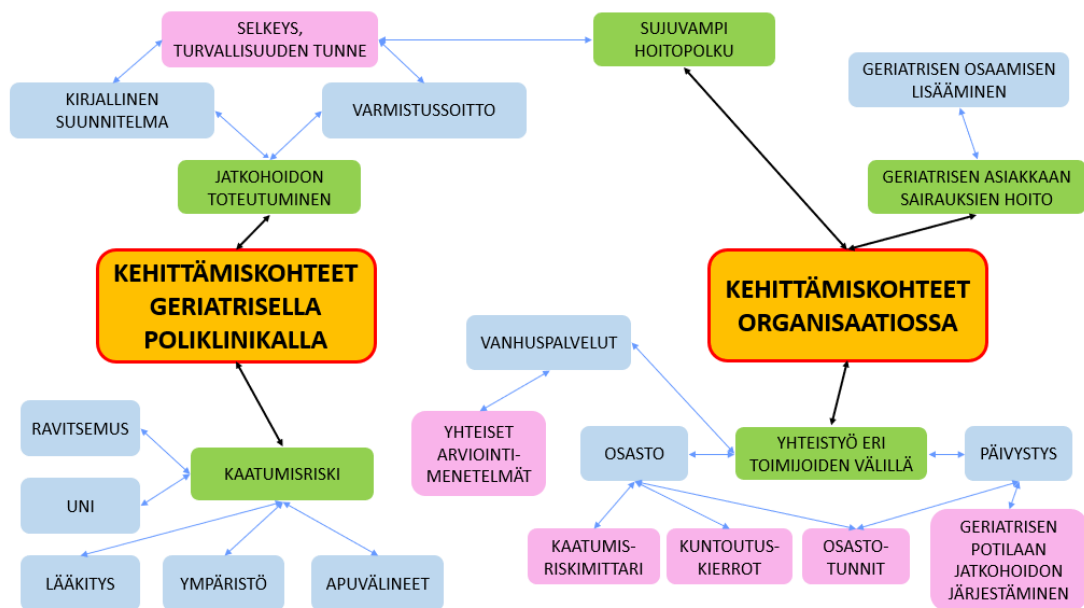 SELKEYS,
TURVALLISUUDEN TUNNE
SUJUVAMPI
HOITOPOLKU
GERIATRISEN OSAAMISEN
LISÄÄMINEN
KIRJALLINEN
SUUNNITELMA
VARMISTUSSOITTO
JATKOHOIDON
TOTEUTUMINEN
GERIATRISEN ASIAKKAAN
SAIRAUKSIEN HOITO
KEHITTÄMISKOHTEET
GERIATRISELLA
POLIKLINIKALLA
KEHITTÄMISKOHTEET
ORGANISAATIOSSA
VANHUSPALVELUT
RAVITSEMUS
KAATUMISRISKI
YHTEISET
ARVIOINTI-
MENETELMÄT
OSASTO
YHTEISTYÖ ERI
TOIMIJOIDEN VÄLILLÄ
PÄIVYSTYS
UNI
LÄÄKITYS
YMPÄRISTÖ
APUVÄLINEET
KAATUMIS-
RISKIMITTARI
KUNTOUTUS-
KIERROT
OSASTO-
TUNNIT
GERIATRISEN
POTILAAN
JATKOHOIDON
JÄRJESTÄMINEN